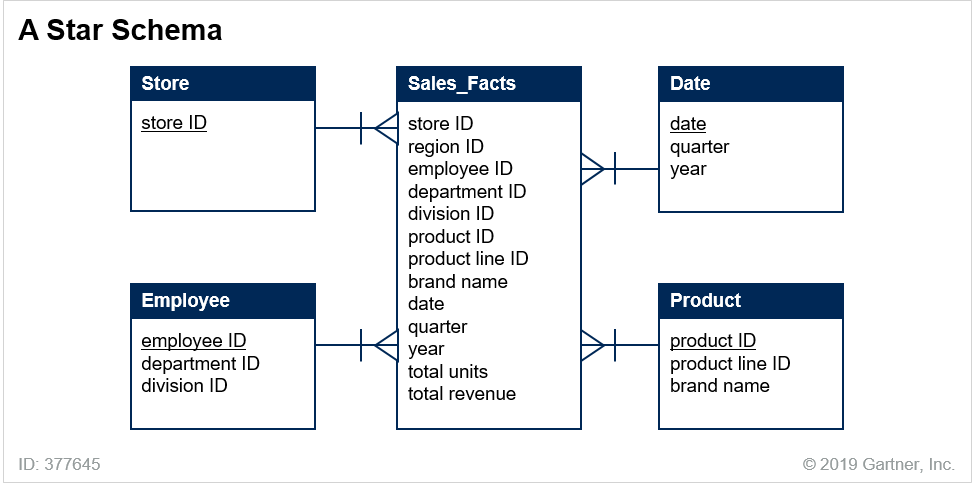 A Star Schema
Store
store ID
Sales_Facts
store ID
region ID
employee ID
department ID
division ID
product ID
product line ID
brand name
date
quarter
year
total units
total revenue
Date
date
quarter
year
Employee
employee ID
department ID
division ID
Product
product ID
product line ID
brand name
ID: 377645
© 2019 Gartner, Inc.